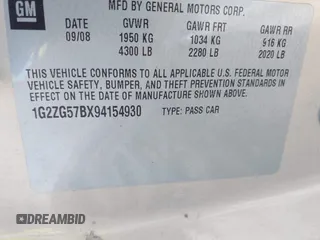 GM
MFD BY GENERAL MOTORS CORP.
DATE GVWR GAWR FRT GAWR RR
09/08 1950 KG 1034 KG 916 KG
4300 LB 2280 LB 2020 LB
THIS VEHICLE CONFORMS TO ALL APPLICABLE U.S. FEDERAL MOTOR
VEHICLE SAFETY, BUMPER, AND THEFT PREVENTION STANDARDS IN
EFFECT ON THE DATE OF MANUFACTURE SHOWN ABOVE.
1G2ZG57BX94154930 TYPE: PASS CAR
AUTOBIDCAR